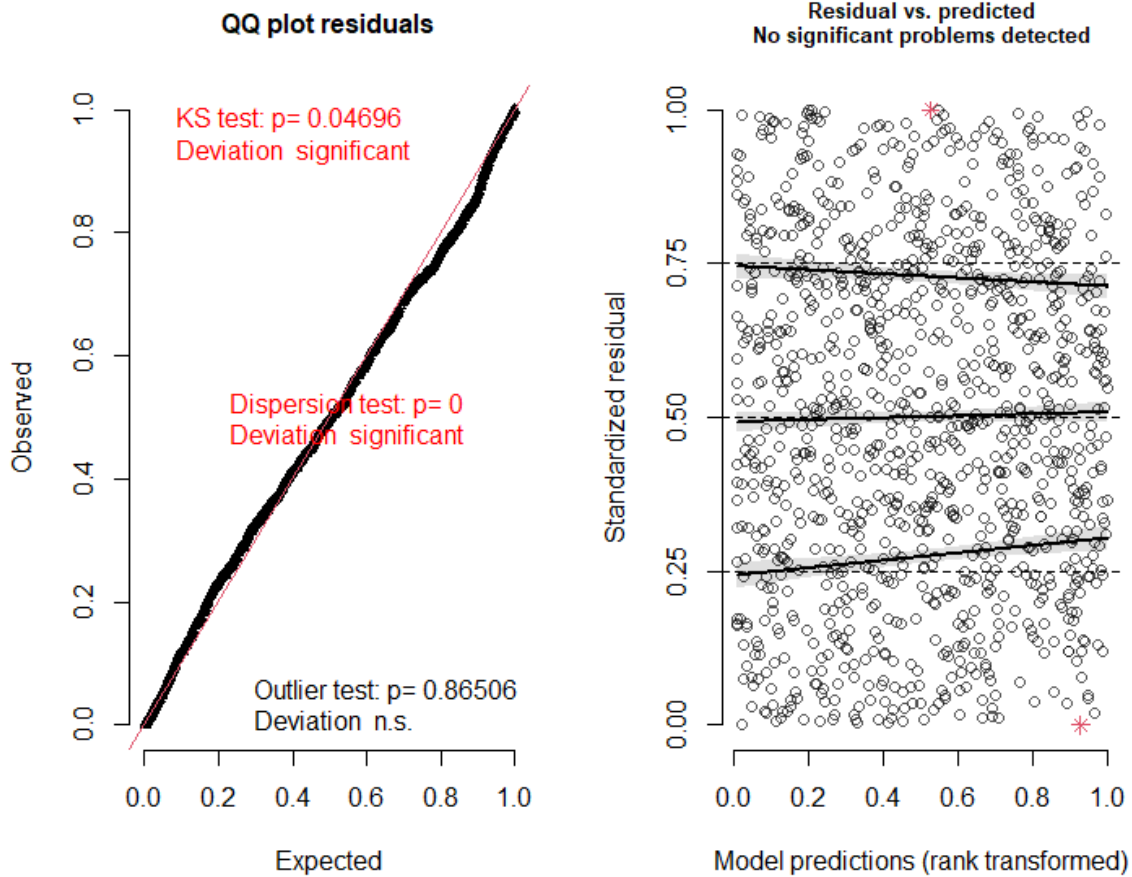 QQ plot residuals
KS test: p= 0.04696
Deviation significant
Dispersion test: p= 0
Deviation significant
Outlier test: p= 0.86506
Deviation n.s.
Observed
0.0 0.2 0.4 0.6 0.8 1.0
0.0 0.2 0.4 0.6 0.8 1.0
Expected
Residual vs. predicted
No significant problems detected
Standardized residual
0.00 0.25 0.50 0.75 1.00
0.0 0.2 0.4 0.6 0.8 1.0
Model predictions (rank transformed)